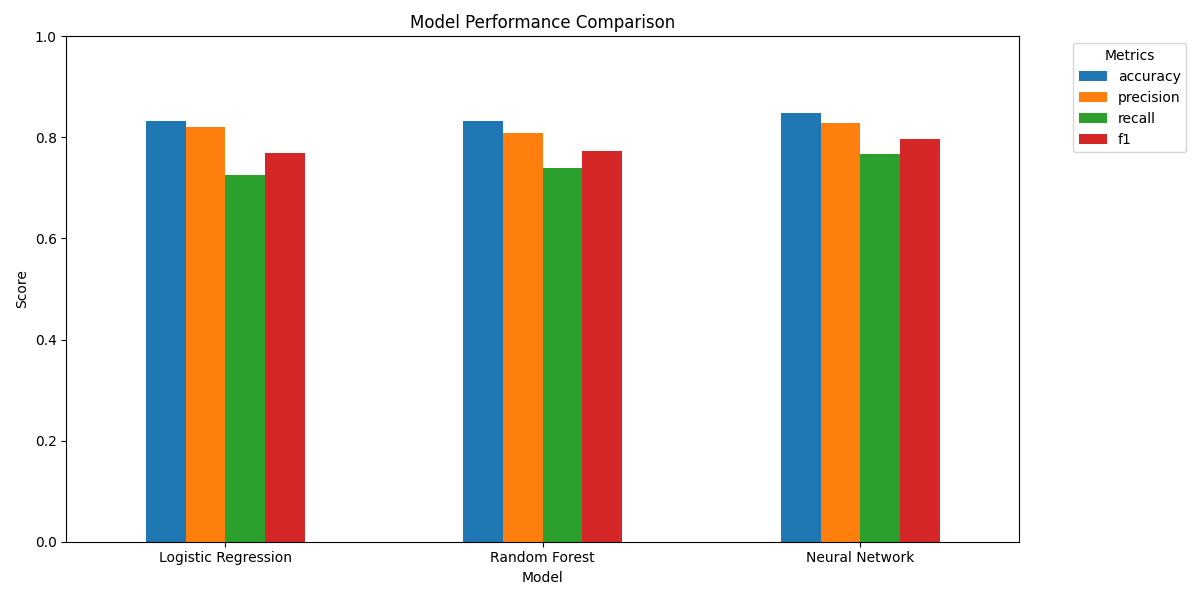 Model Performance Comparison
Metrics
accuracy
precision
recall
f1
Score
1.0
0.8
0.6
0.4
0.2
0.0
Logistic Regression
Random Forest
Neural Network
Model